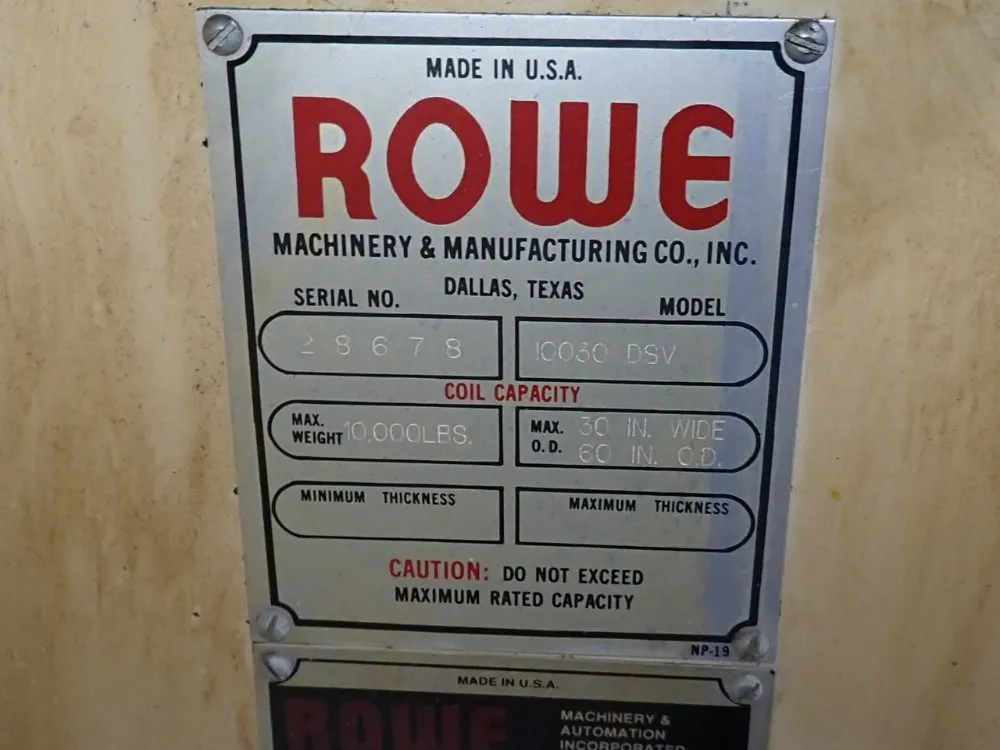 MADE IN U.S.A.
ROWE
MACHINERY & MANUFACTURING CO., INC.
DALLAS, TEXAS
SERIAL NO. MODEL
28678 10030 DSV
COIL CAPACITY
MAX. WEIGHT 10,000LBS.
MAX. O.D. 30 IN. WIDE
60 IN. O.D.
MINIMUM THICKNESS MAXIMUM THICKNESS
CAUTION: DO NOT EXCEED
MAXIMUM RATED CAPACITY
NP-19
MADE IN U.S.A.
ROWE
MACHINERY &
AUTOMATION
INCORPORATED